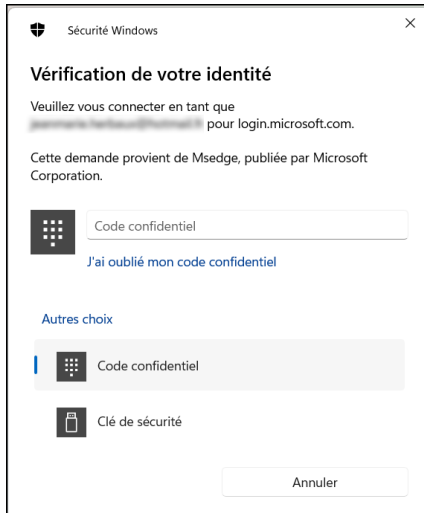 Sécurité Windows
Vérification de votre identité
Veuillez vous connecter en tant que
pour login.microsoft.com.
Cette demande provient de Msedge, publiée par Microsoft
Corporation.
Code confidentiel
J'ai oublié mon code confidentiel
Autres choix
Code confidentiel
Clé de sécurité
Annuler